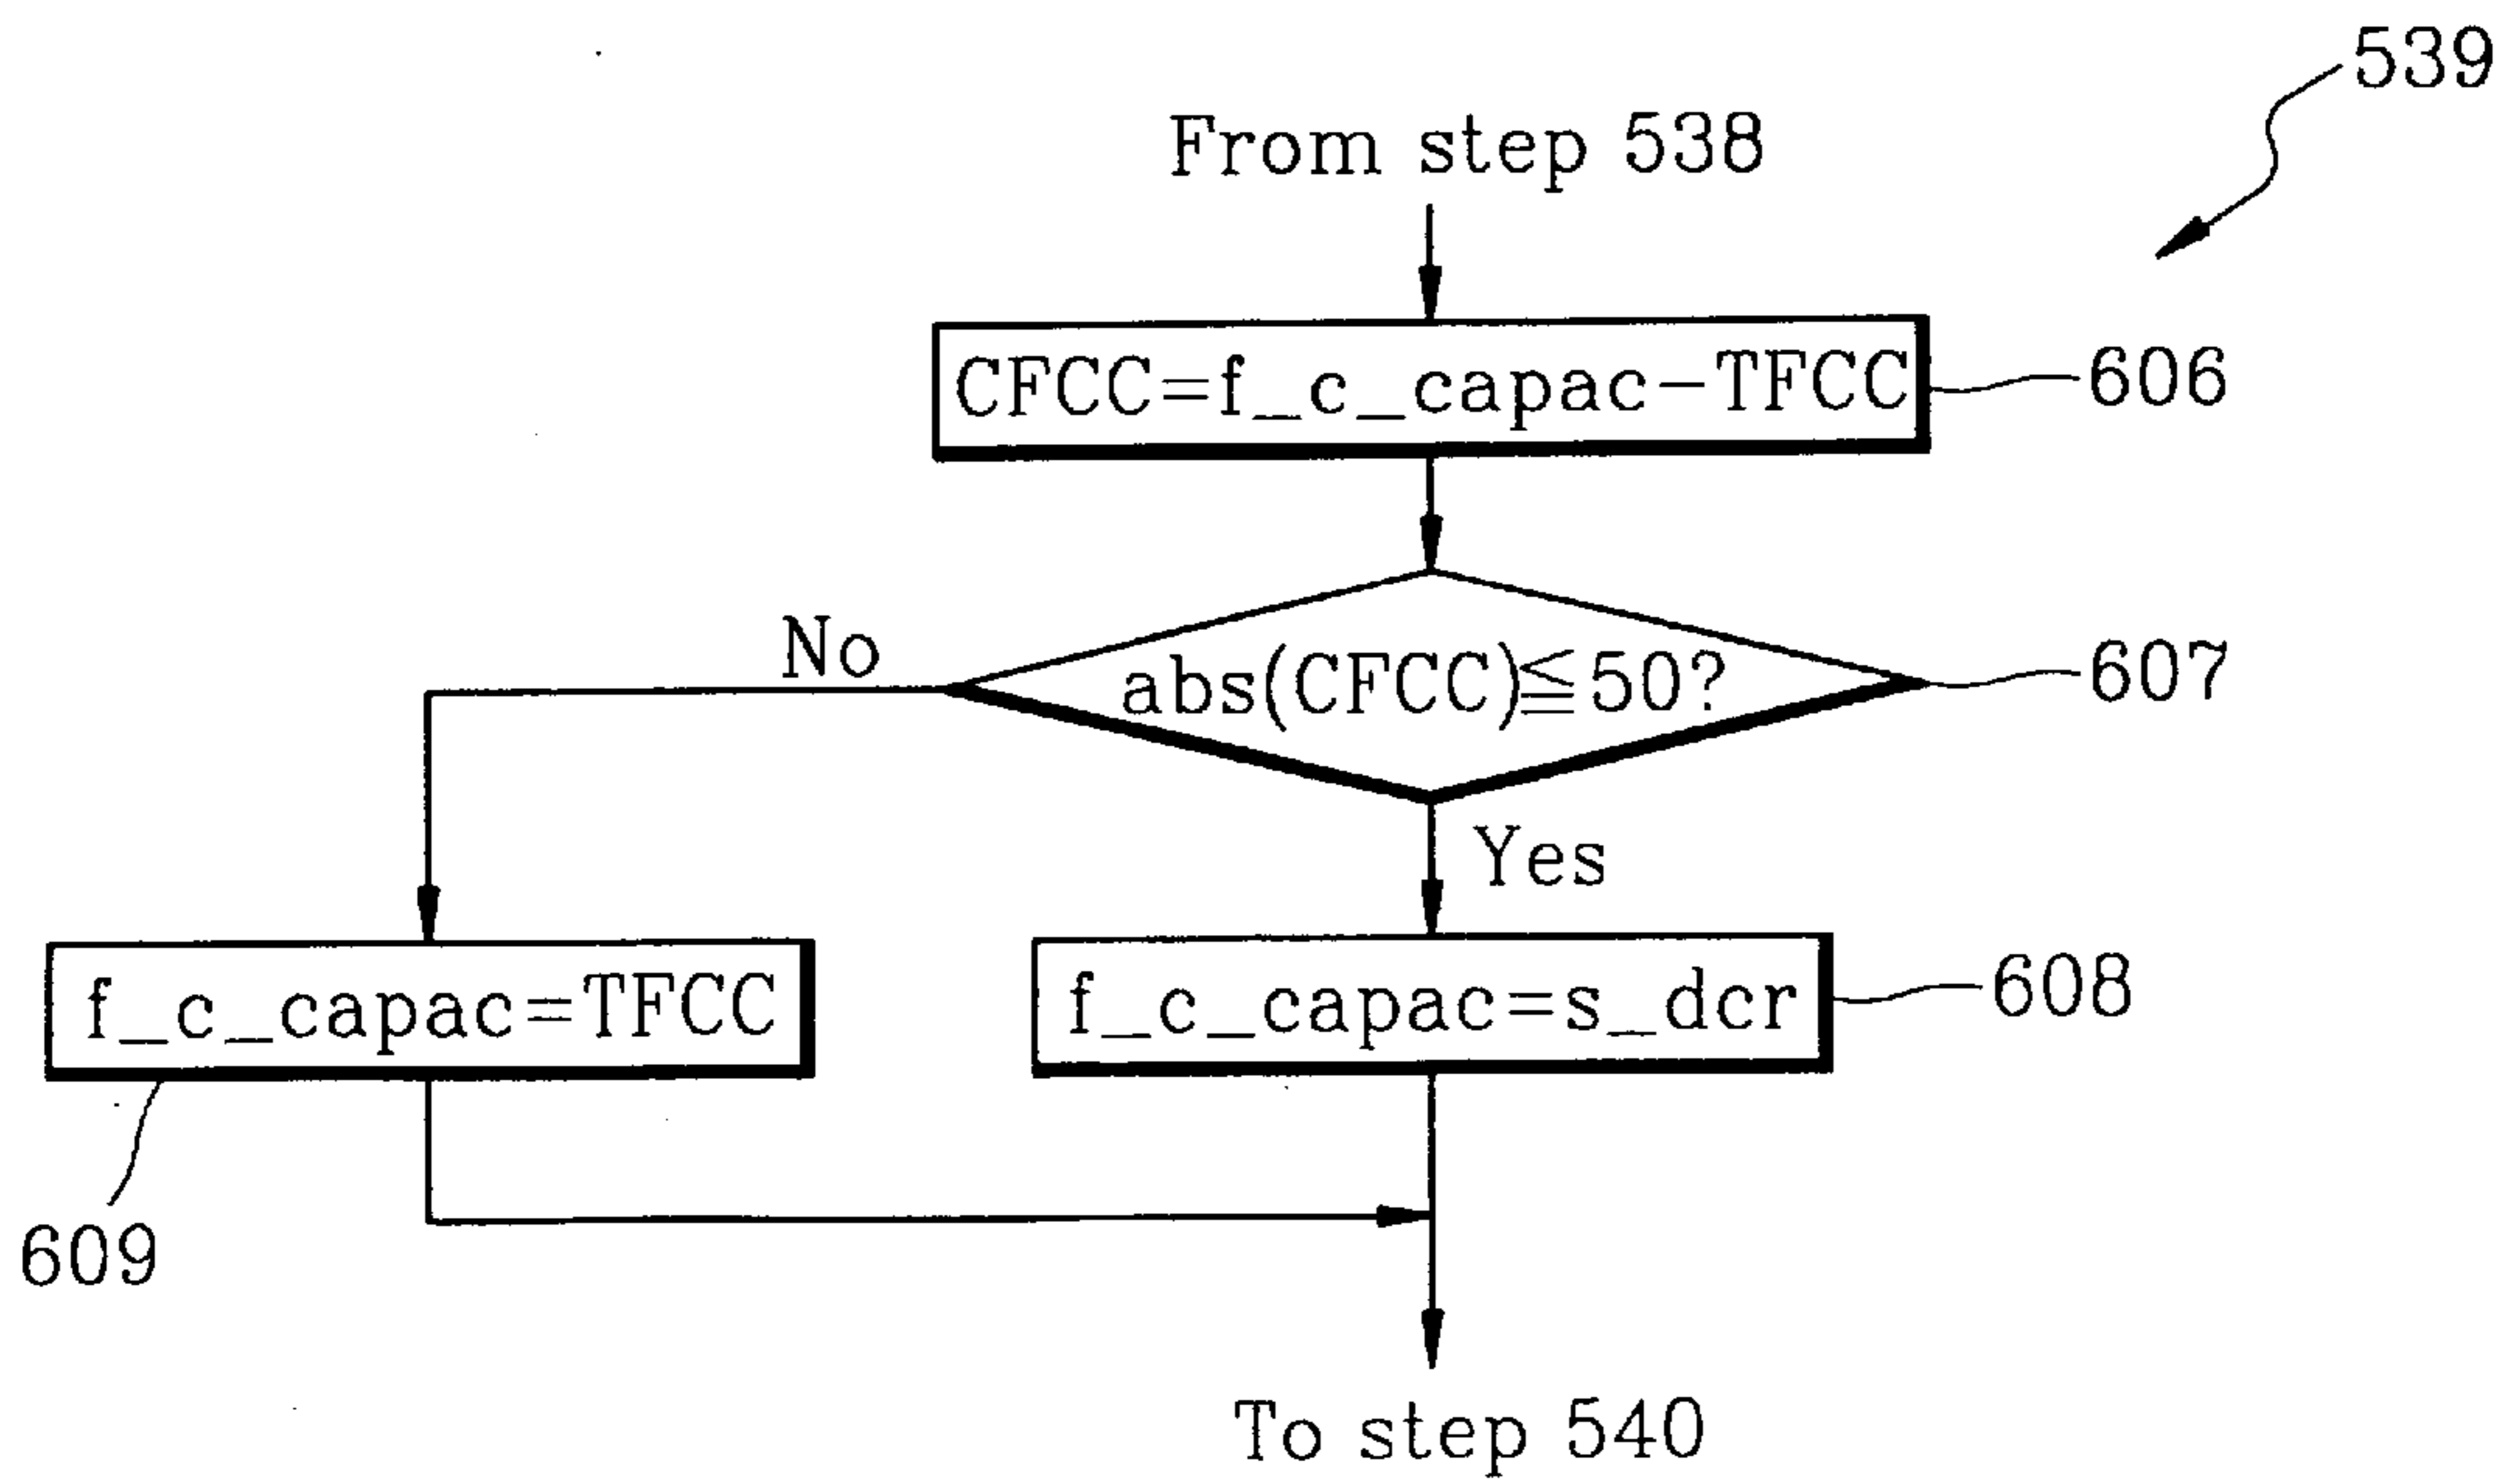 539
From step 538
CFCC=f_c_capac-TFCC
606
No
abs(CFCC)≦50?
607
Yes
f_c_capac=TFCC
f_c_capac=s_dcr
608
609
To step 540